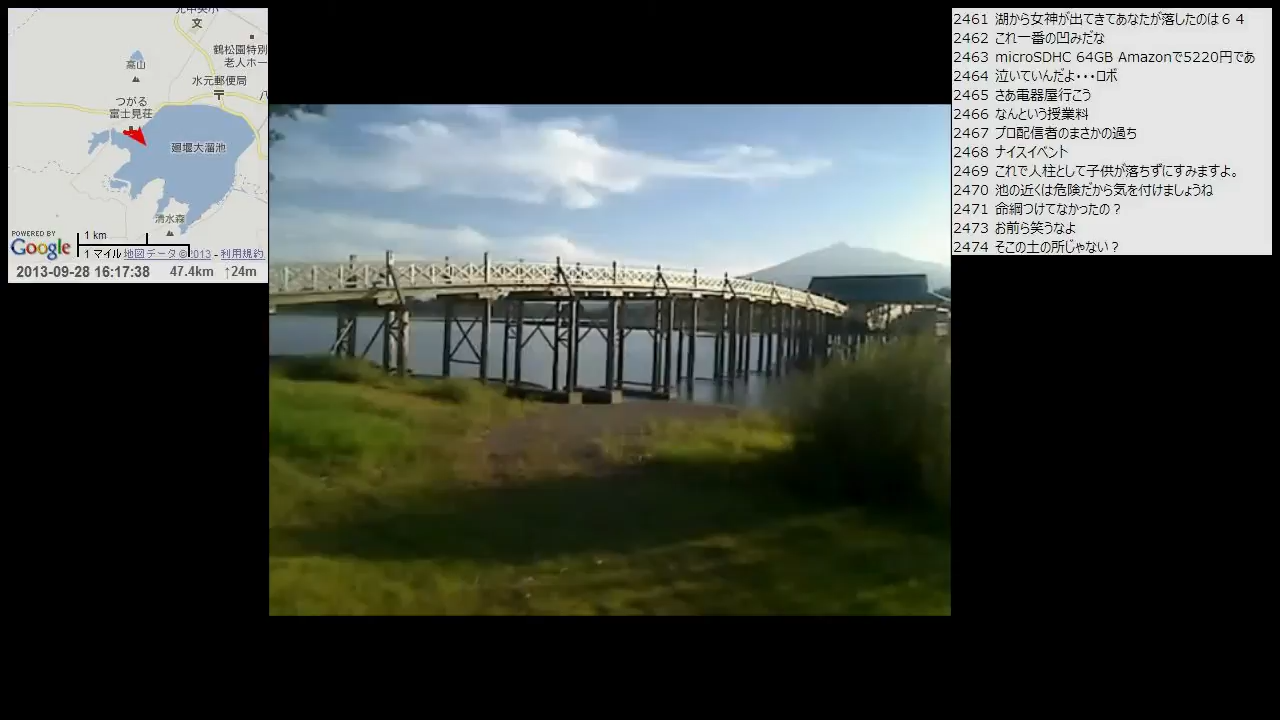 文
鶴松園特別
老人ホー
高山
水元郵便局
つがる
富士見荘
廻堰大溜池
清水森
POWERED BY
Google
1 km
1 マイル
地図データ ©2013 - 利用規約
2013-09-28 16:17:38 47.4km ↑24m
2461 湖から女神が出てきてあなたが落したのは６４
2462 これ一番の凹みだな
2463 microSDHC 64GB Amazonで5220円であ
2464 泣いていんだよ・・・ロボ
2465 さあ電器屋行こう
2466 なんという授業料
2467 プロ配信者のまさかの過ち
2468 ナイスイベント
2469 これで人柱として子供が落ちずにすみますよ。
2470 池の近くは危険だから気を付けましょうね
2471 命綱つけてなかったの？
2473 お前ら笑うなよ
2474 そこの土の所じゃない？